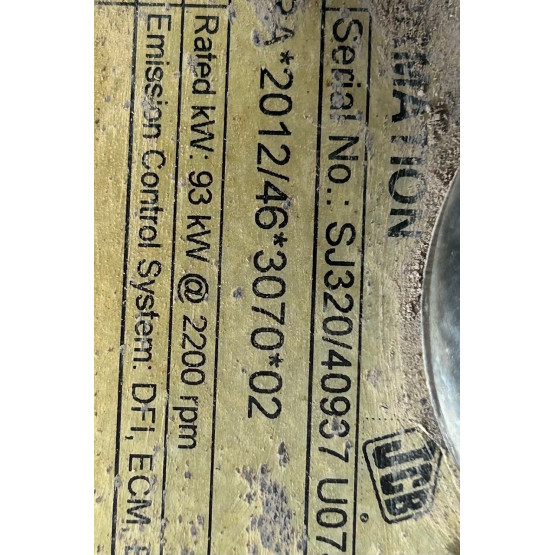 MATION
JCB
Serial No.: SJ320/40937 U07
*2012/46*3070*02
Rated kW: 93 kW @ 2200 rpm
Emission Control System: DFI, ECM,